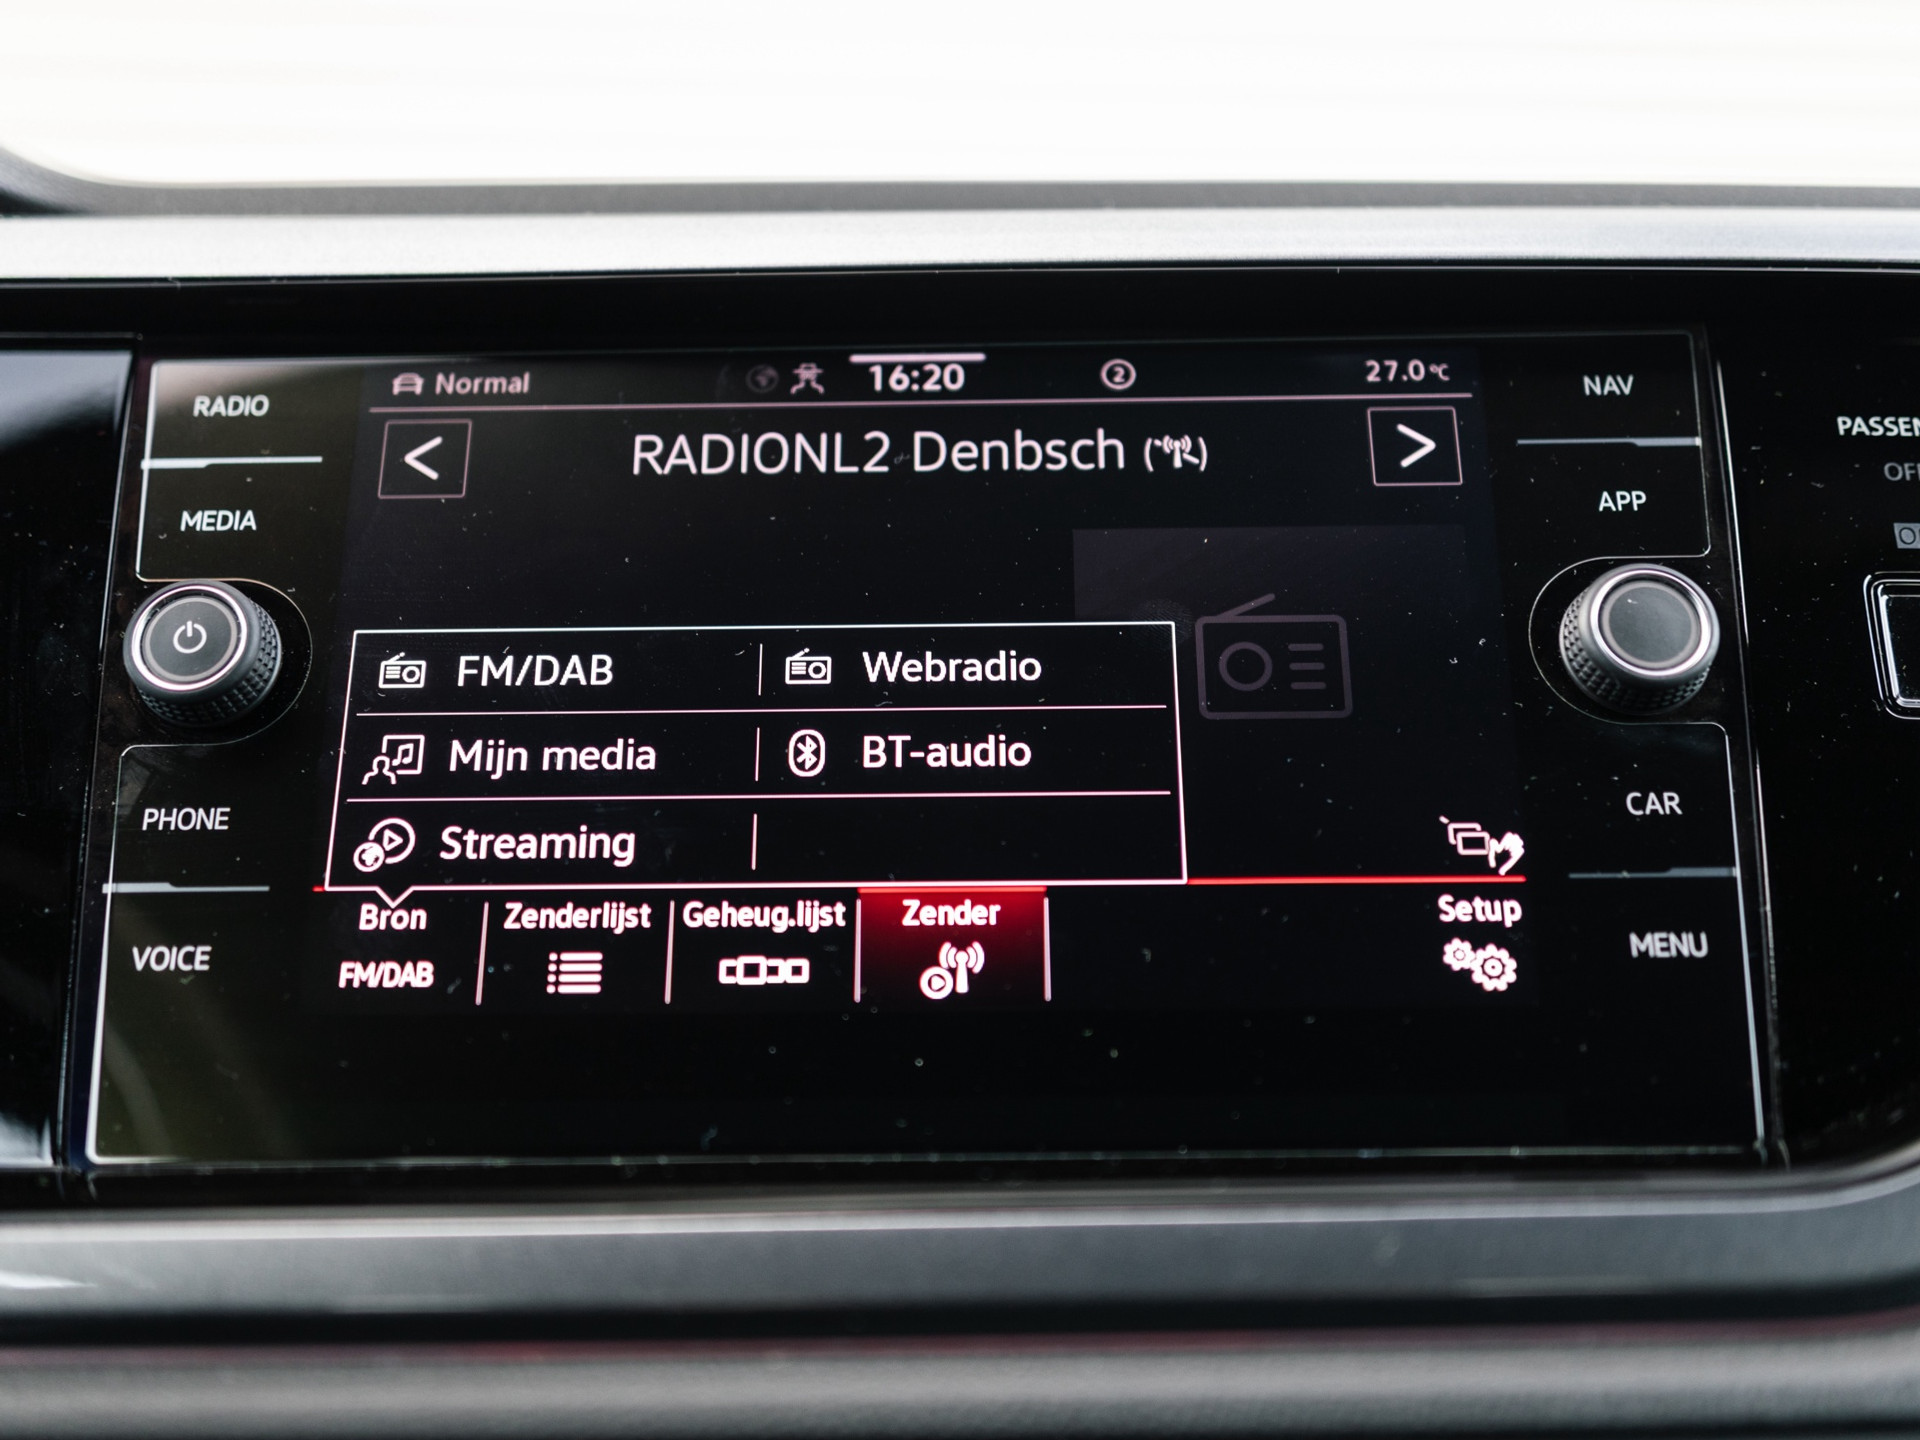 Normal 16:20 2 27.0°C
RADIO
MEDIA
PHONE
VOICE
RADIONL2 Denbsch
FM/DAB Webradio
Mijn media BT-audio
Streaming
Bron Zenderlijst Geheug.lijst Zender Setup
FM/DAB
NAV
APP
CAR
MENU